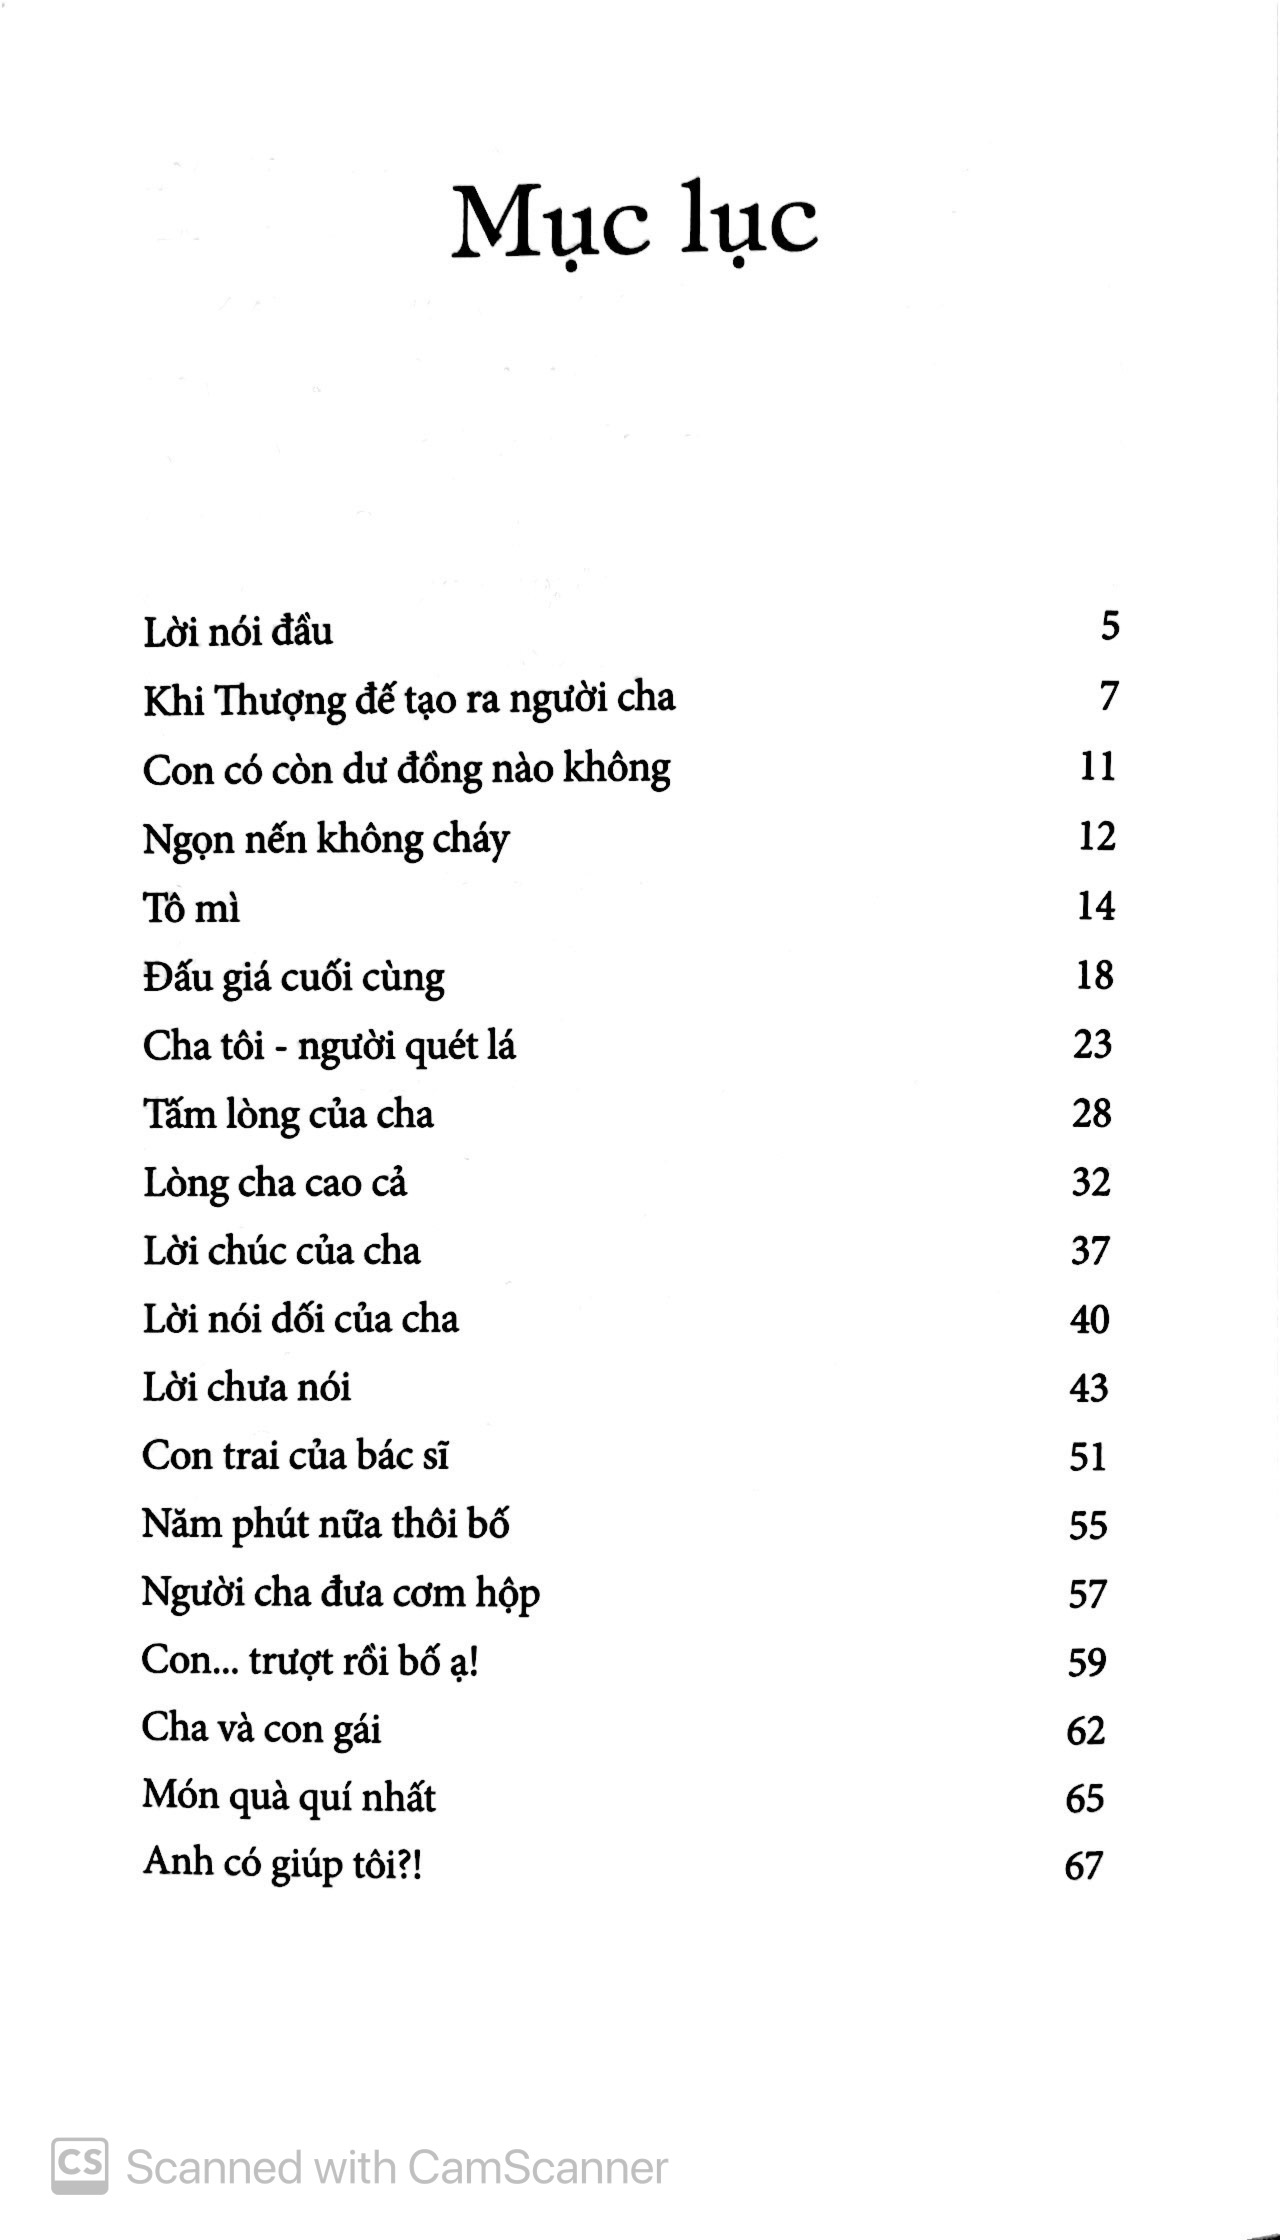 Mục lục
Lời nói đầu 5
Khi Thượng đế tạo ra người cha 7
Con có còn dư đồng nào không 11
Ngọn nến không cháy 12
Tô mì 14
Đấu giá cuối cùng 18
Cha tôi - người quét lá 23
Tấm lòng của cha 28
Lòng cha cao cả 32
Lời chúc của cha 37
Lời nói dối của cha 40
Lời chưa nói 43
Con trai của bác sĩ 51
Năm phút nữa thôi bố 55
Người cha đưa cơm hộp 57
Con... trượt rồi bố ạ! 59
Cha và con gái 62
Món quà quí nhất 65
Anh có giúp tôi?! 67
CS Scanned with CamScanner